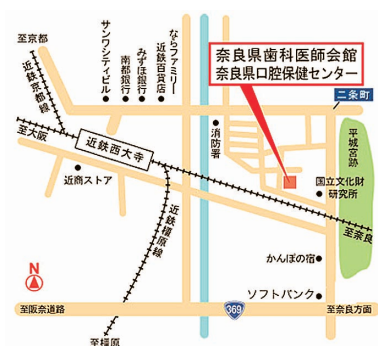 奈良県歯科医師会館
奈良県口腔保健センター
至京都
近鉄京都線
サンワシティビル
南都銀行
みずほ銀行
近鉄百貨店
ならファミリー
二条町
至大阪
近鉄西大寺
消防署
平城宮跡
近商ストア
国立文化財
研究所
近鉄橿原線
至奈良
かんぽの宿
N
ソフトバンク
至阪奈道路
369
至奈良方面
至橿原